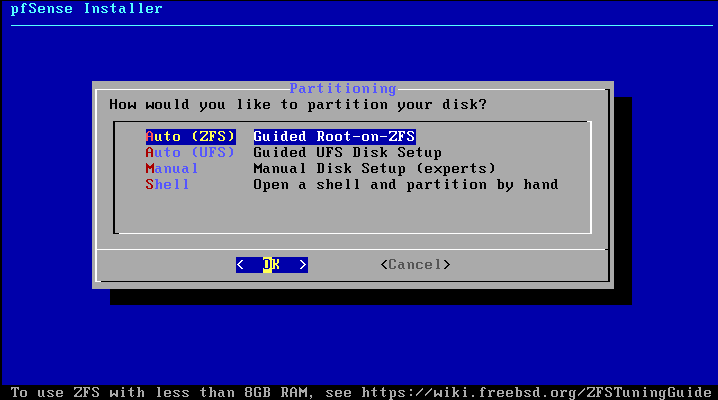 pfSense Installer
Partitioning
How would you like to partition your disk?
Auto (ZFS) Guided Root-on-ZFS
Auto (UFS) Guided UFS Disk Setup
Manual Manual Disk Setup (experts)
Shell Open a shell and partition by hand
< OK > <Cancel>
To use ZFS with less than 8GB RAM, see https://wiki.freebsd.org/ZFSTuningGuide